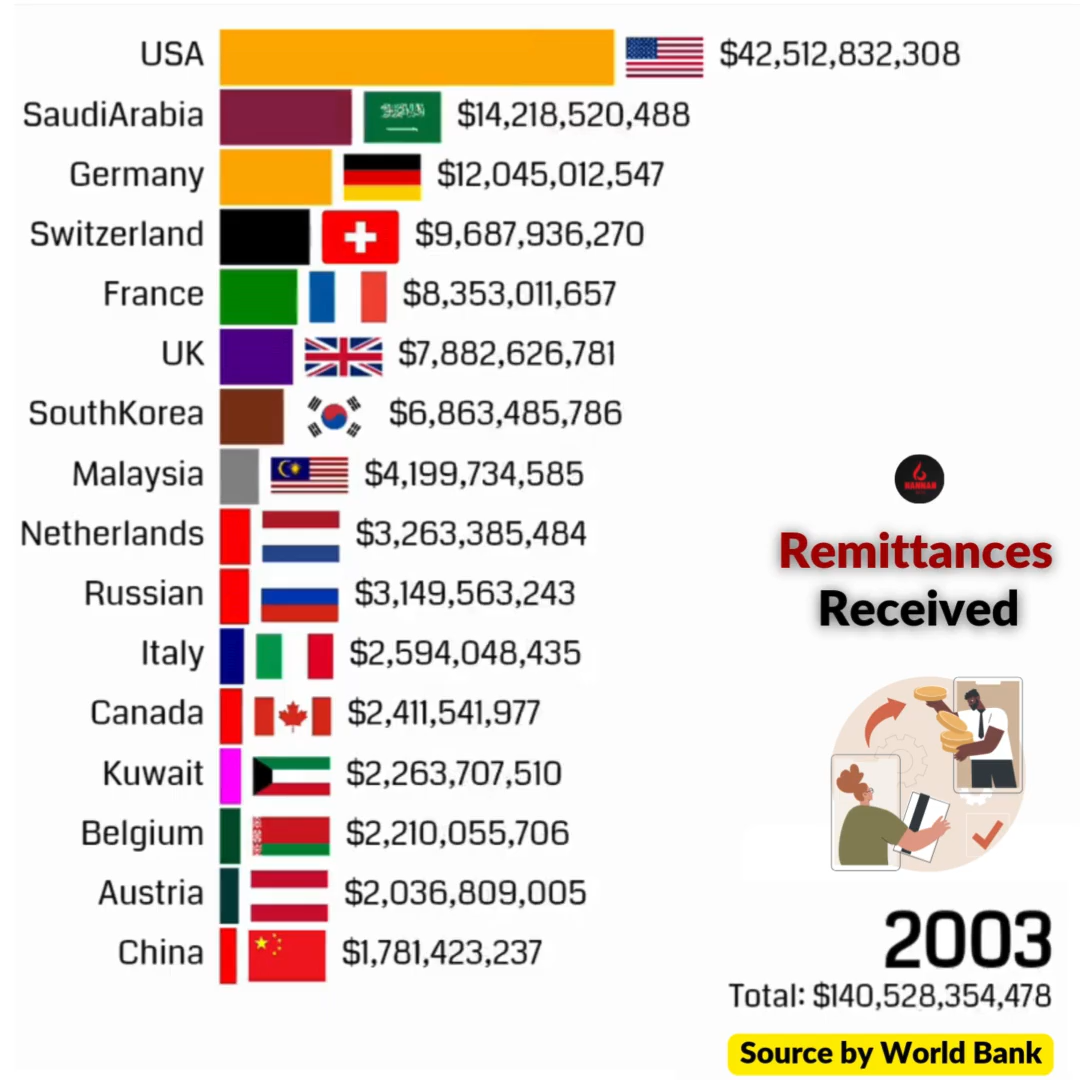 USA $42,512,832,308
SaudiArabia $14,218,520,488
Germany $12,045,012,547
Switzerland $9,687,936,270
France $8,353,011,657
UK $7,882,626,781
SouthKorea $6,863,485,786
Malaysia $4,199,734,585
Netherlands $3,263,385,484
Russian $3,149,563,243
Italy $2,594,048,435
Canada $2,411,541,977
Kuwait $2,263,707,510
Belgium $2,210,055,706
Austria $2,036,809,005
China $1,781,423,237
Remittances
Received
2003
Total: $140,528,354,478
Source by World Bank